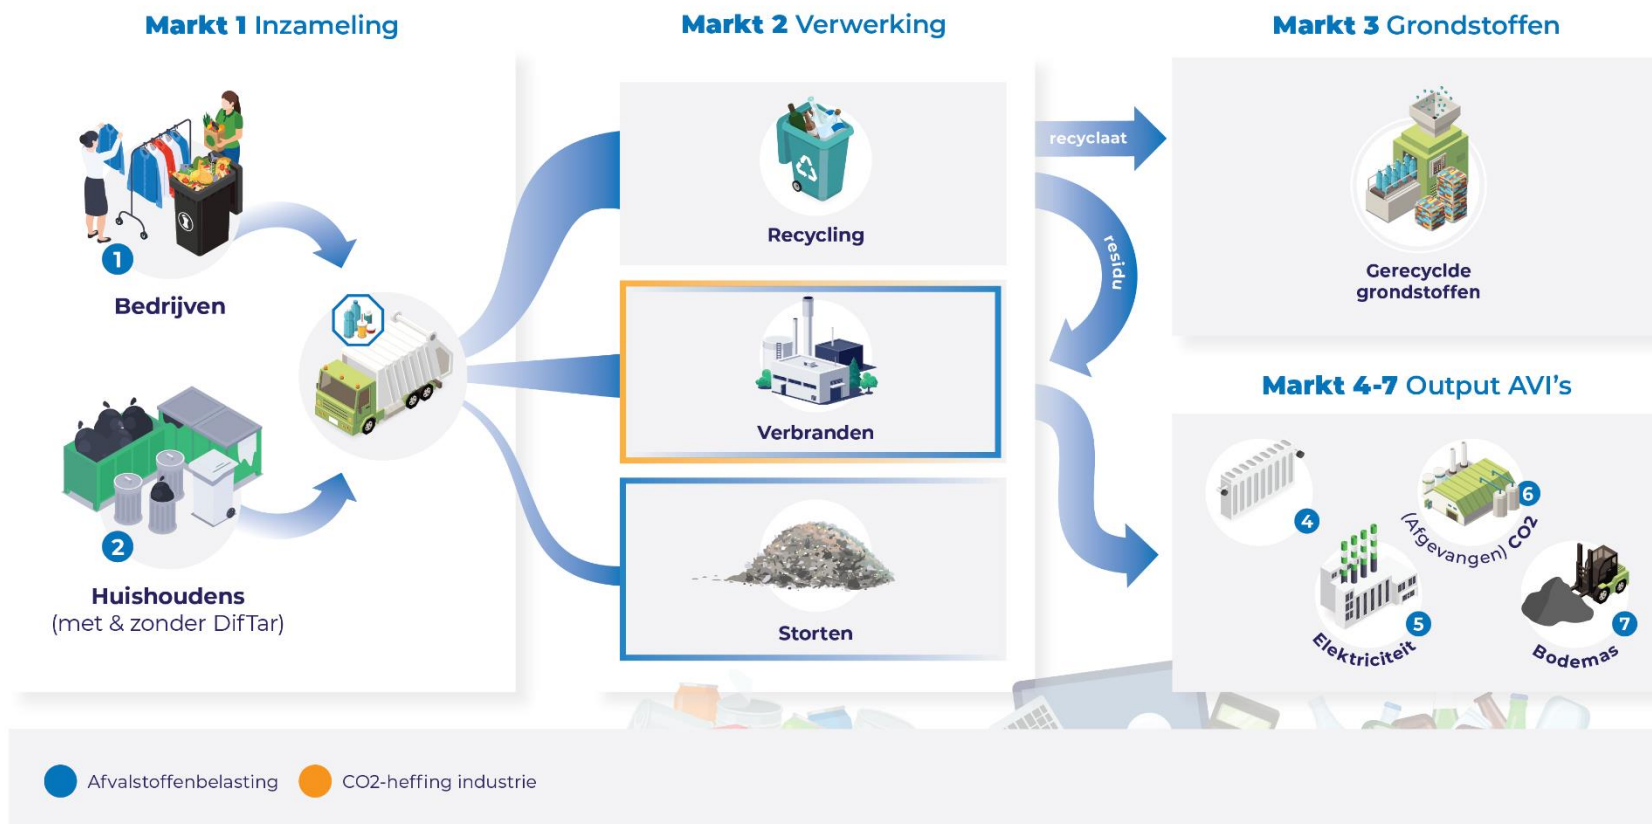 Markt 1 Inzameling
1
Bedrijven
2
Huishoudens
(met & zonder DifTar)
Markt 2 Verwerking
Recycling
Verbranden
Storten
recyclaat
residu
Markt 3 Grondstoffen
Gerecyclde
grondstoffen
Markt 4-7 Output AVI's
4
5
Elektriciteit
6
(Afgevangen) CO2
7
Bodemas
Afvalstoffenbelasting
CO2-heffing industrie